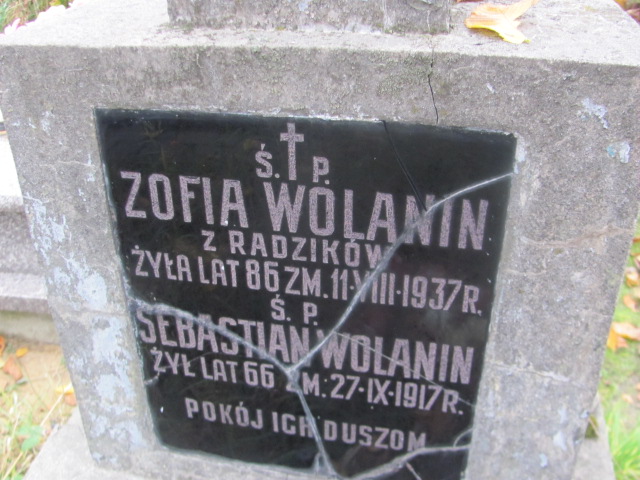 Ś. † P.
ZOFIA WOLANIN
Z RADZIKÓW
ŻYŁA LAT 86 ZM. 11·VIII·1937 R.
Ś. P.
SEBASTIAN WOLANIN
ŻYŁ LAT 66 ZM. 27·IX·1917 R.
POKÓJ ICH DUSZOM